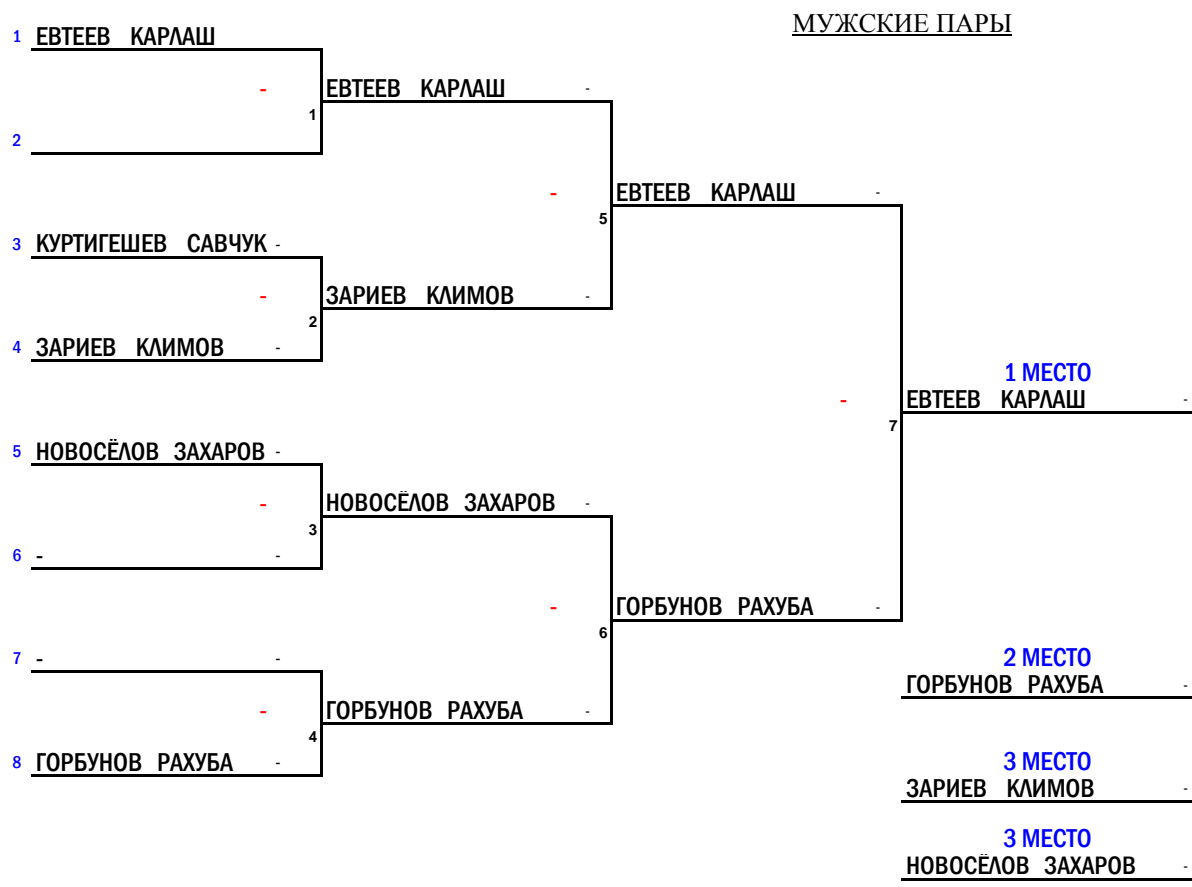 МУЖСКИЕ ПАРЫ
1 ЕВТЕЕВ КАРЛАШ
- ЕВТЕЕВ КАРЛАШ -
1
2
- ЕВТЕЕВ КАРЛАШ -
5
3 КУРТИГЕШЕВ САВЧУК -
- ЗАРИЕВ КЛИМОВ -
2
4 ЗАРИЕВ КЛИМОВ -
1 МЕСТО
- ЕВТЕЕВ КАРЛАШ -
7
5 НОВОСЁЛОВ ЗАХАРОВ -
- НОВОСЁЛОВ ЗАХАРОВ -
3
6 - -
- ГОРБУНОВ РАХУБА -
6
7 - -
2 МЕСТО
ГОРБУНОВ РАХУБА -
- ГОРБУНОВ РАХУБА -
4
8 ГОРБУНОВ РАХУБА -
3 МЕСТО
ЗАРИЕВ КЛИМОВ -
3 МЕСТО
НОВОСЁЛОВ ЗАХАРОВ -